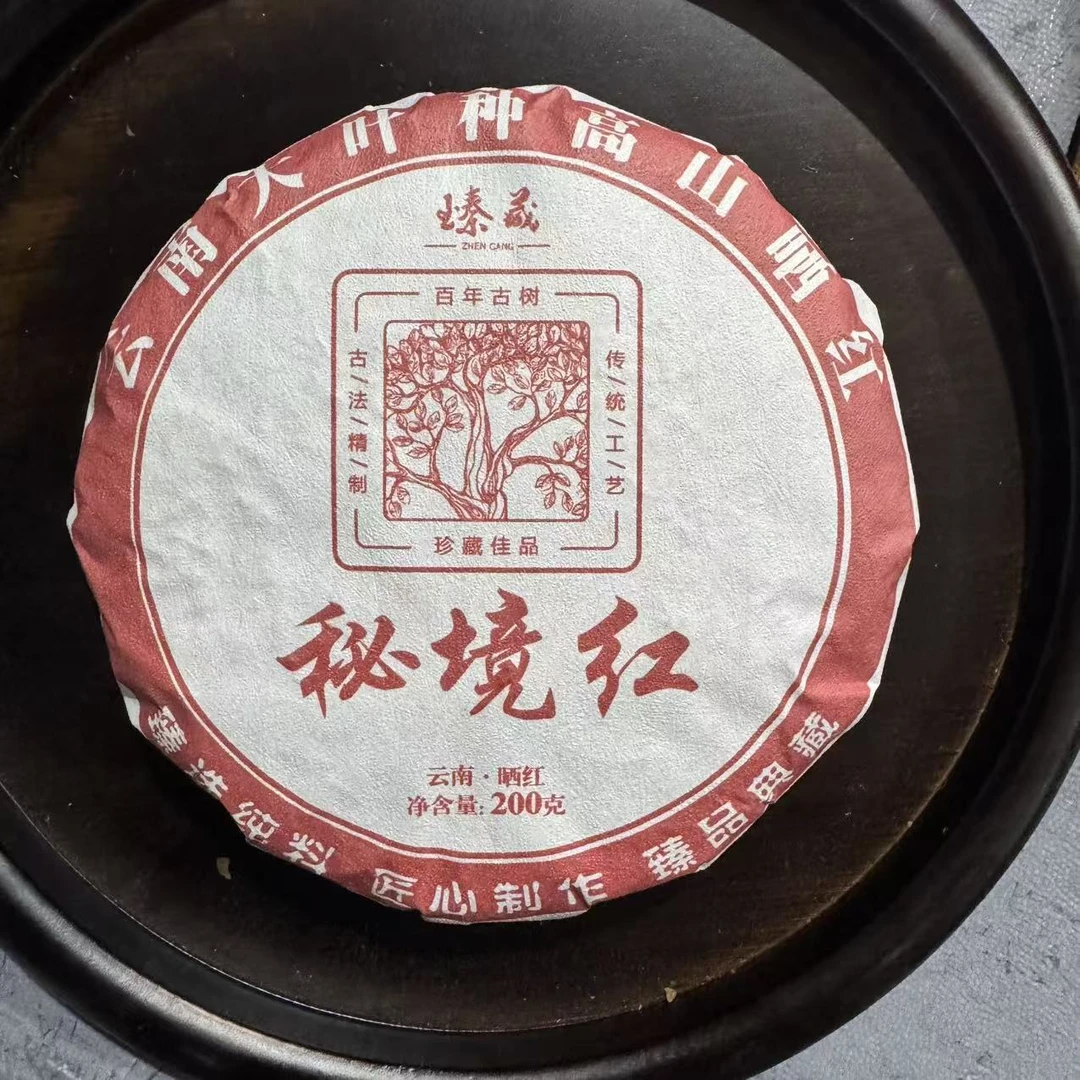 云南大叶种高山晒红
臻藏
ZHEN CANG
百年古树
古/法/精/制
传/统/工/艺
珍藏佳品
秘境红
云南·晒红
净含量:200克
臻选纯料 匠心制作 臻品典藏